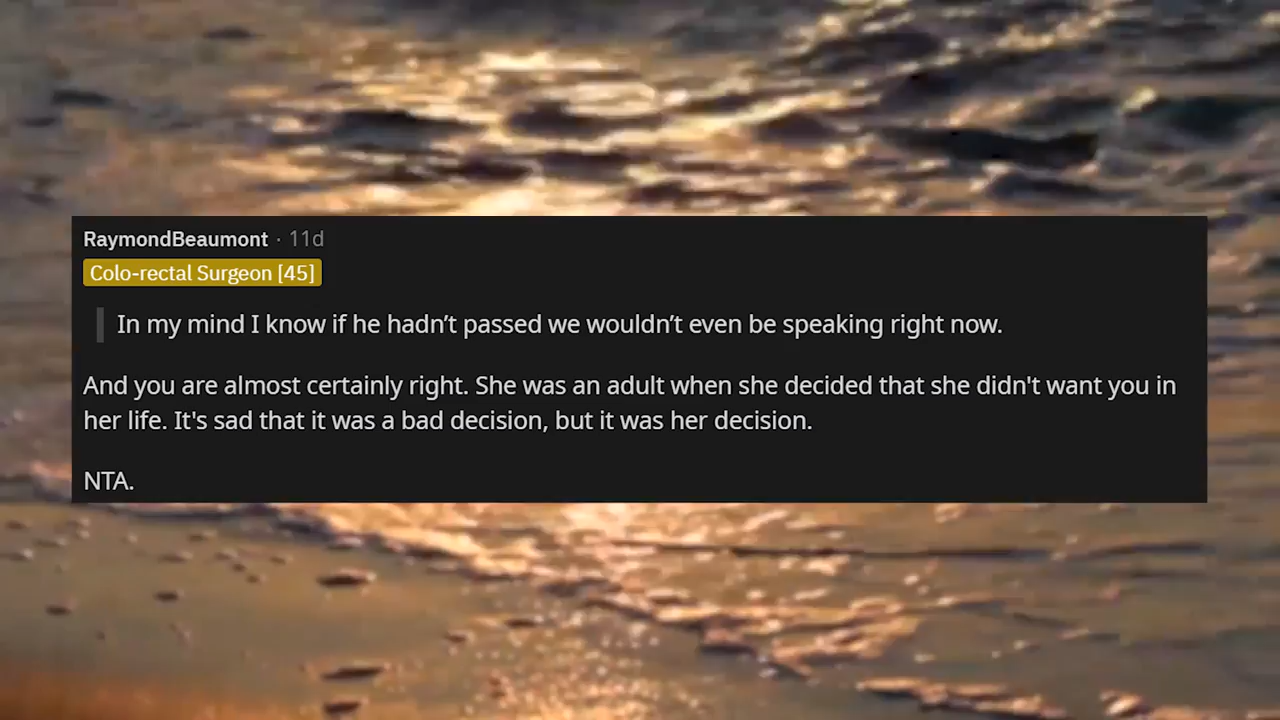 RaymondBeaumont · 11d
Colo-rectal Surgeon [45]
In my mind I know if he hadn’t passed we wouldn’t even be speaking right now.
And you are almost certainly right. She was an adult when she decided that she didn't want you in
her life. It's sad that it was a bad decision, but it was her decision.
NTA.